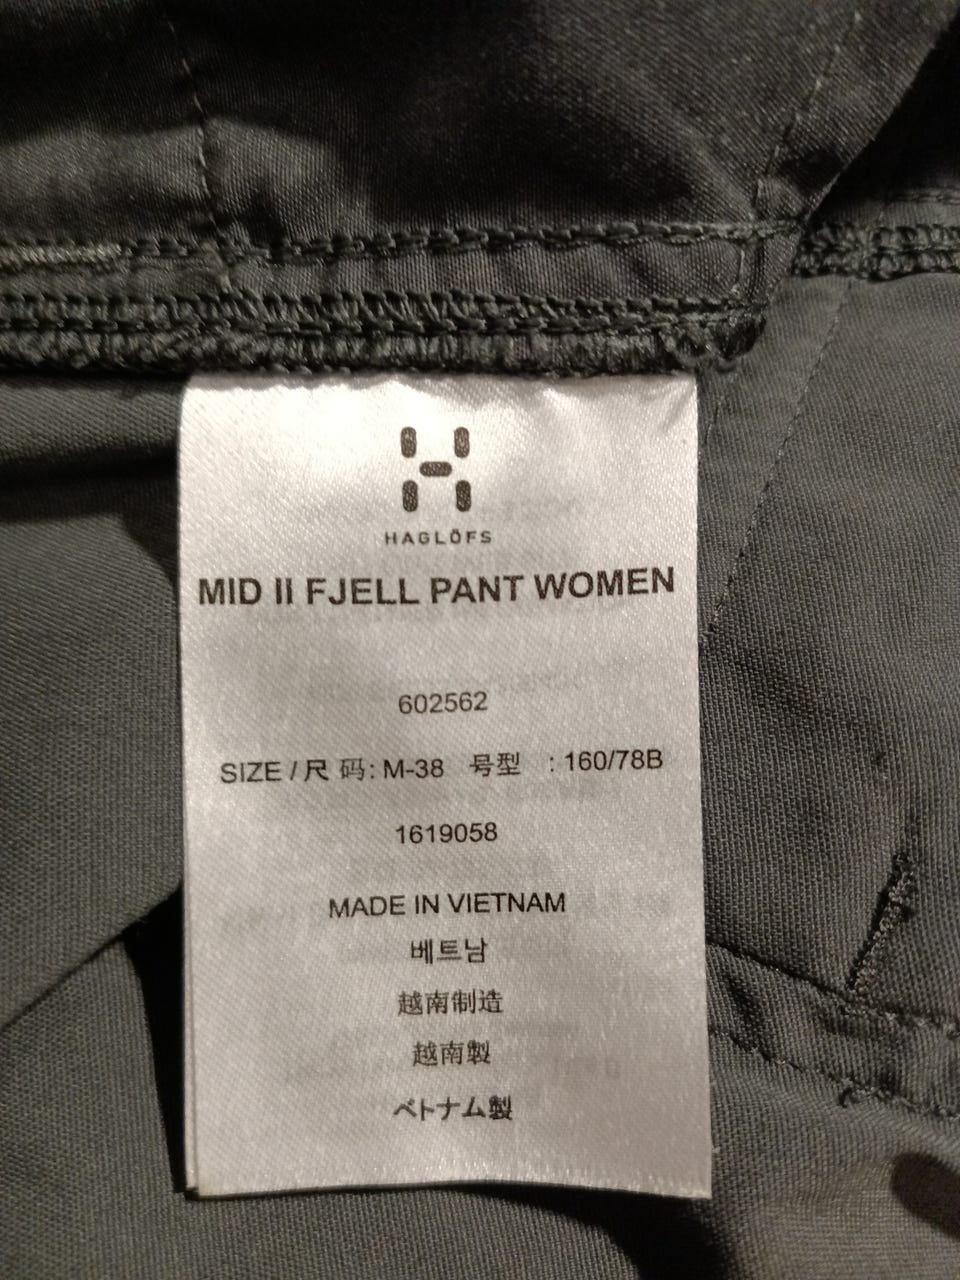 HAGLÖFS
MID II FJELL PANT WOMEN
602562
SIZE / 尺 码: M-38 号型 : 160/78B
1619058
MADE IN VIETNAM
베트남
越南制造
越南製
ベトナム製